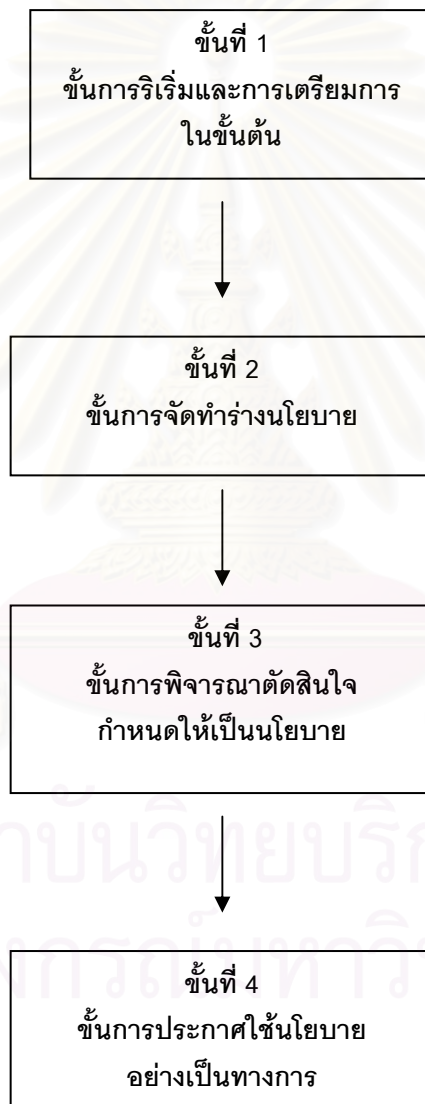 ขั้นที่ 1
ขั้นการริเริ่มและการเตรียมการ
ในขั้นต้น
ขั้นที่ 2
ขั้นการจัดทำร่างนโยบาย
ขั้นที่ 3
ขั้นการพิจารณาตัดสินใจ
กำหนดให้เป็นนโยบาย
ขั้นที่ 4
ขั้นการประกาศใช้นโยบาย
อย่างเป็นทางการ